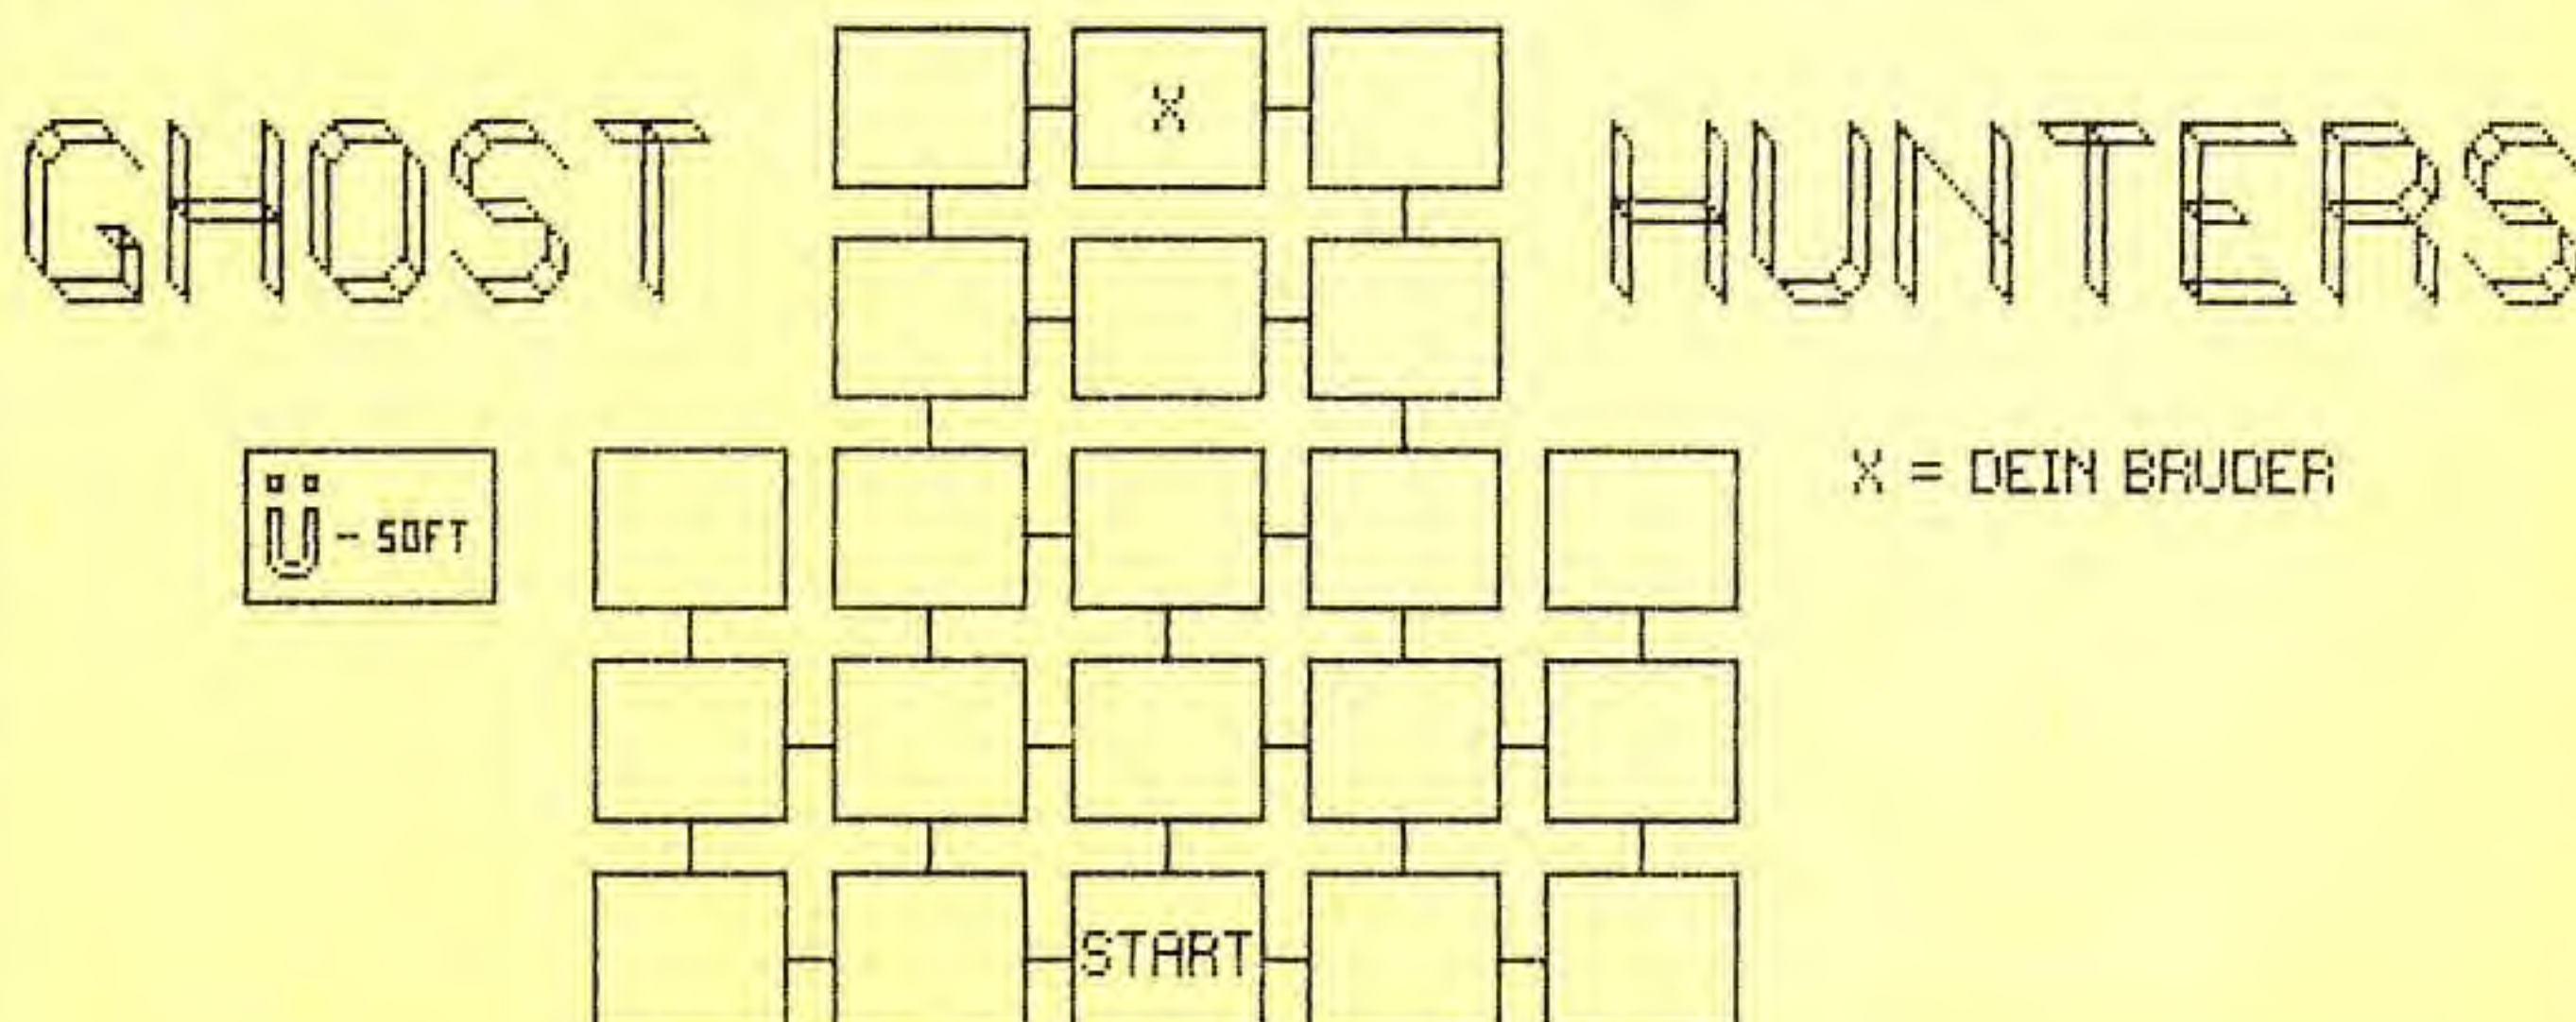 GHOST HUNTERS
X
Ü - SOFT
X = DEIN BRUDER
START